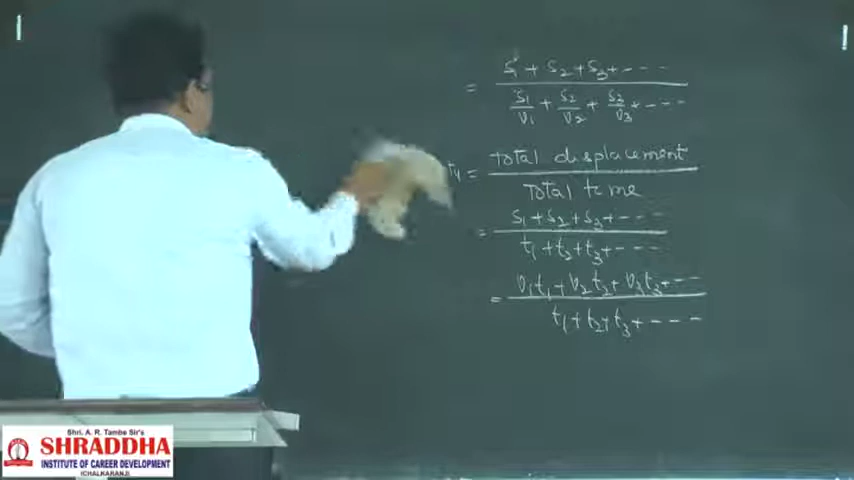 = S1 + S2 + S3 + - - - -
S1/V1 + S2/V2 + S3/V3 + - - - -
ty = Total displacement
Total time
= S1 + S2 + S3 + - - - -
t1 + t2 + t3 + - - - -
= V1t1 + V2t2 + V3t3 + - - -
t1 + t2 + t3 + - - - -
Shri. A. R. Tambe Sir's
SHRADDHA
INSTITUTE OF CAREER DEVELOPMENT
ICHALKARANJI